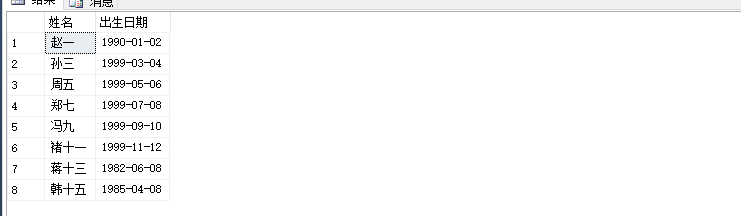 结果 消息
姓名 出生日期
1 赵一 1990-01-02
2 孙三 1999-03-04
3 周五 1999-05-06
4 郑七 1999-07-08
5 冯九 1999-09-10
6 褚十一 1999-11-12
7 蒋十三 1982-06-08
8 韩十五 1985-04-08